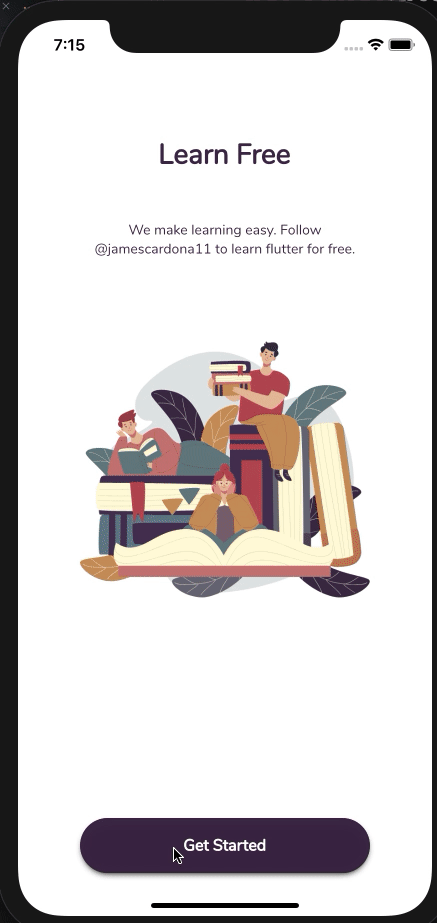 7:15
Learn Free
We make learning easy. Follow
@jamescardona11 to learn flutter for free.
Get Started